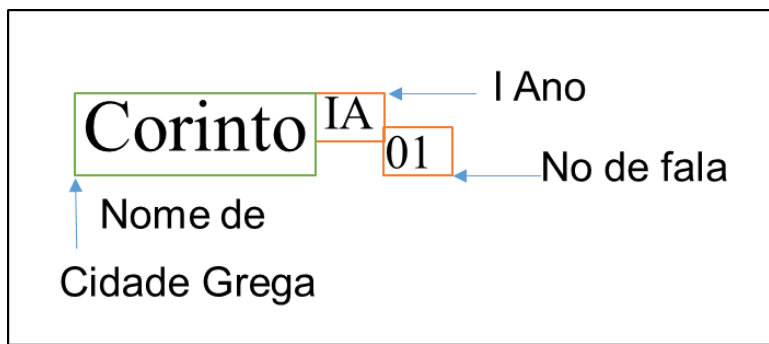 Corinto IA 01
I Ano
No de fala
Nome de
Cidade Grega